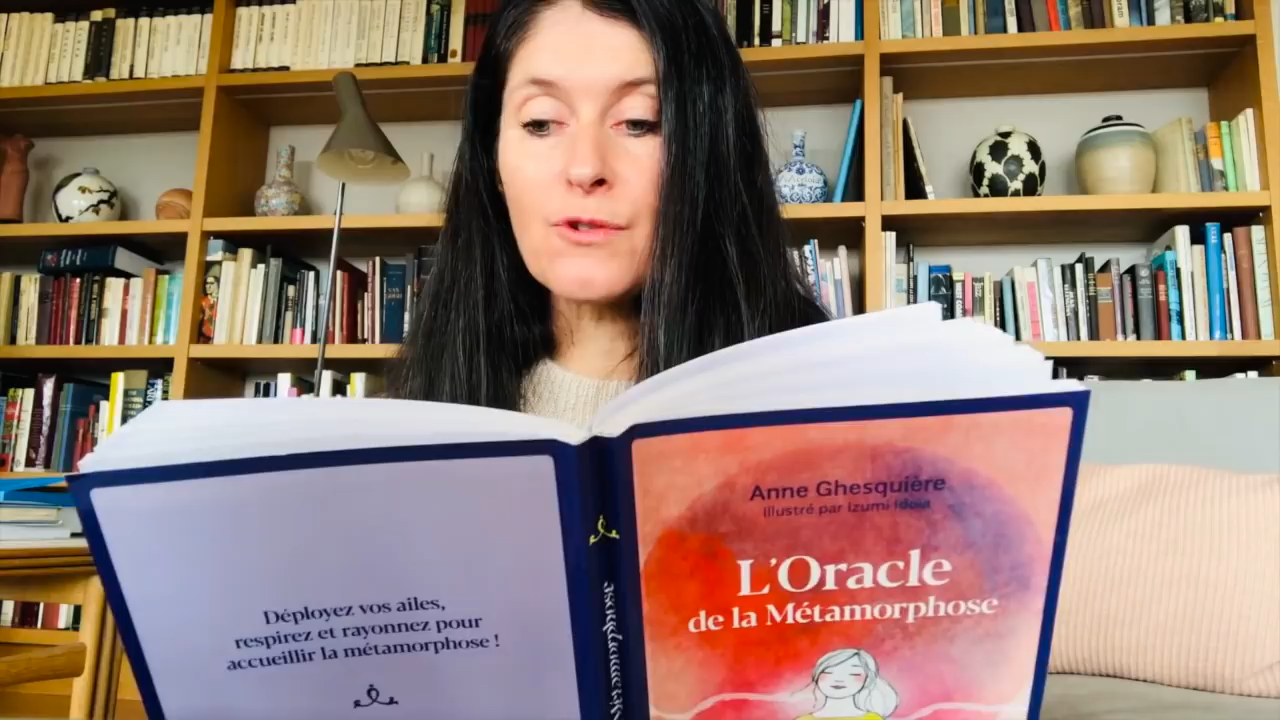 Déployez vos ailes,
respirez et rayonnez pour
accueillir la métamorphose !
Anne Ghesquière
Illustré par Izumi Idoia
L'Oracle
de la Métamorphose
Métamorphose